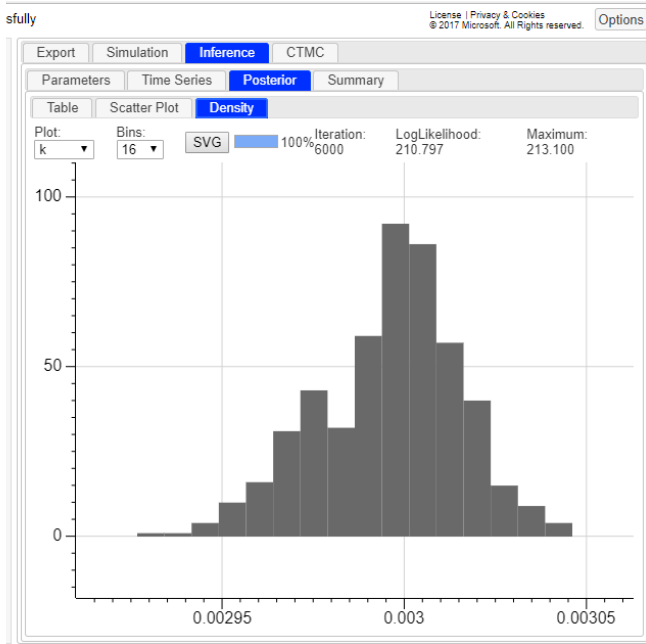 sfully
License | Privacy & Cookies
© 2017 Microsoft. All Rights reserved.
Options
Export Simulation Inference CTMC
Parameters Time Series Posterior Summary
Table Scatter Plot Density
Plot: Bins: Iteration: LogLikelihood: Maximum:
k 16 SVG 100% 6000 210.797 213.100
100
50
0
0.00295 0.003 0.00305